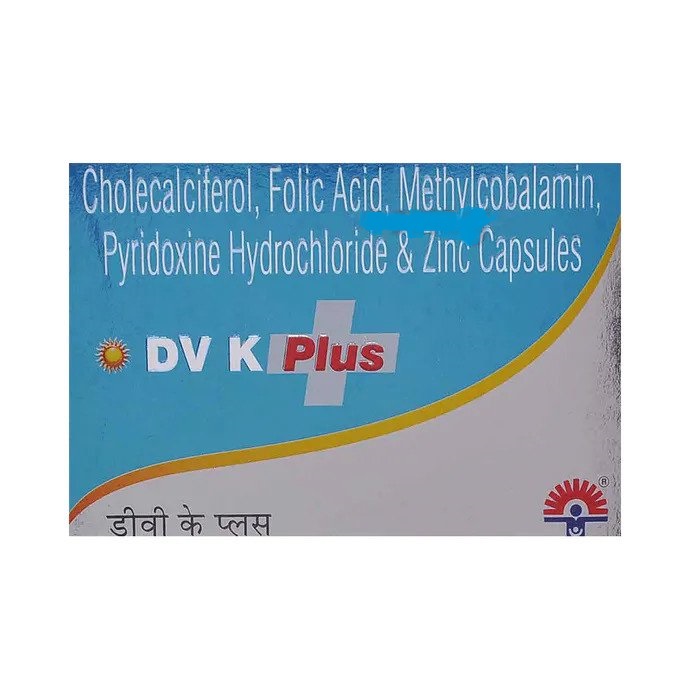 Cholecalciferol, Folic Acid, Methylcobalamin,
Pyridoxine Hydrochloride & Zinc Capsules
DV K Plus
®
डीवी के प्लस